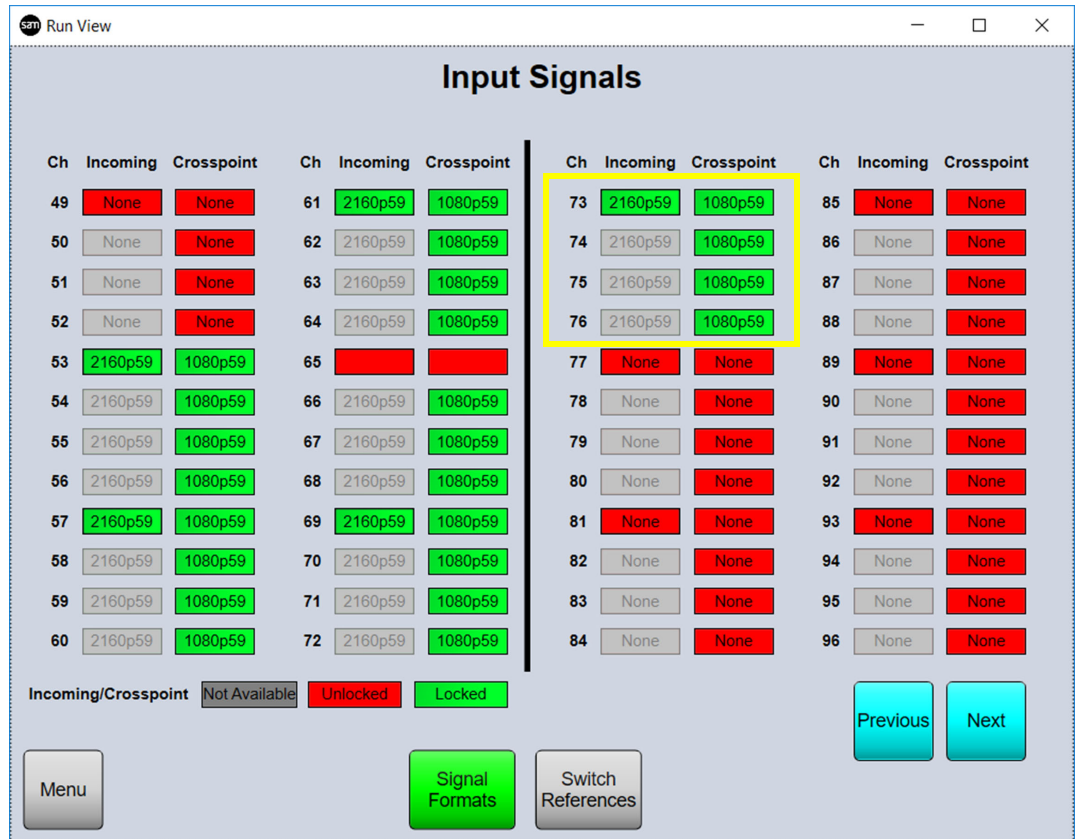 sam Run View
Input Signals
Ch Incoming Crosspoint Ch Incoming Crosspoint Ch Incoming Crosspoint Ch Incoming Crosspoint
49 None None 61 2160p59 1080p59 73 2160p59 1080p59 85 None None
50 None None 62 2160p59 1080p59 74 2160p59 1080p59 86 None None
51 None None 63 2160p59 1080p59 75 2160p59 1080p59 87 None None
52 None None 64 2160p59 1080p59 76 2160p59 1080p59 88 None None
53 2160p59 1080p59 65 77 None None 89 None None
54 2160p59 1080p59 66 2160p59 1080p59 78 None None 90 None None
55 2160p59 1080p59 67 2160p59 1080p59 79 None None 91 None None
56 2160p59 1080p59 68 2160p59 1080p59 80 None None 92 None None
57 2160p59 1080p59 69 2160p59 1080p59 81 None None 93 None None
58 2160p59 1080p59 70 2160p59 1080p59 82 None None 94 None None
59 2160p59 1080p59 71 2160p59 1080p59 83 None None 95 None None
60 2160p59 1080p59 72 2160p59 1080p59 84 None None 96 None None
Incoming/Crosspoint Not Available Unlocked Locked
Previous Next
Menu
Signal
Formats
Switch
References